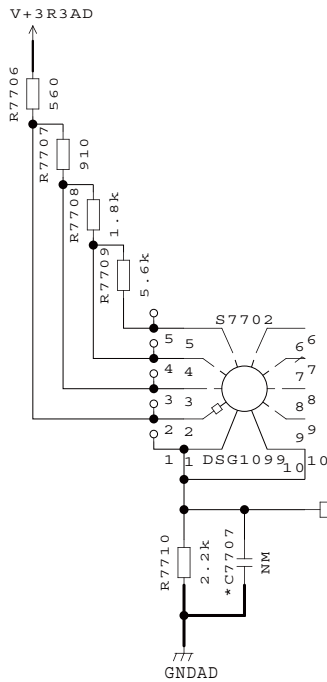 V+3R3AD
R7706
560
R7707
910
R7708
1.8k
R7709
5.6k
S7702
5 5 6 6
4 4 7 7
3 3 8 8
2 2 9 9
1 1 DSG1099 10 10
R7710
2.2k
*C7707
NM
GNDAD